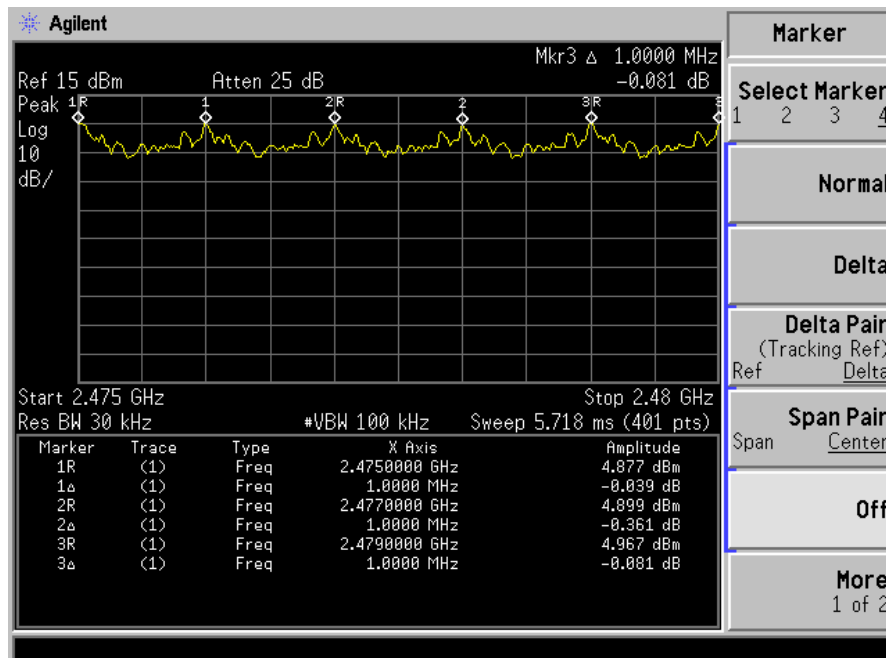 Agilent
Marker
Mkr3 Δ 1.0000 MHz
Ref 15 dBm Atten 25 dB -0.081 dB
Peak
Log
10
dB/
1R 1 2R 2 3R 3
Start 2.475 GHz Stop 2.48 GHz
Res BW 30 kHz #VBW 100 kHz Sweep 5.718 ms (401 pts)
Marker Trace Type X Axis Amplitude
1R (1) Freq 2.4750000 GHz 4.877 dBm
1Δ (1) Freq 1.0000 MHz -0.039 dB
2R (1) Freq 2.4770000 GHz 4.899 dBm
2Δ (1) Freq 1.0000 MHz -0.361 dB
3R (1) Freq 2.4790000 GHz 4.967 dBm
3Δ (1) Freq 1.0000 MHz -0.081 dB
Select Marker
1 2 3 4
Normal
Delta
Delta Pair
(Tracking Ref)
Ref Delta
Span Pair
Span Center
Off
More
1 of 2